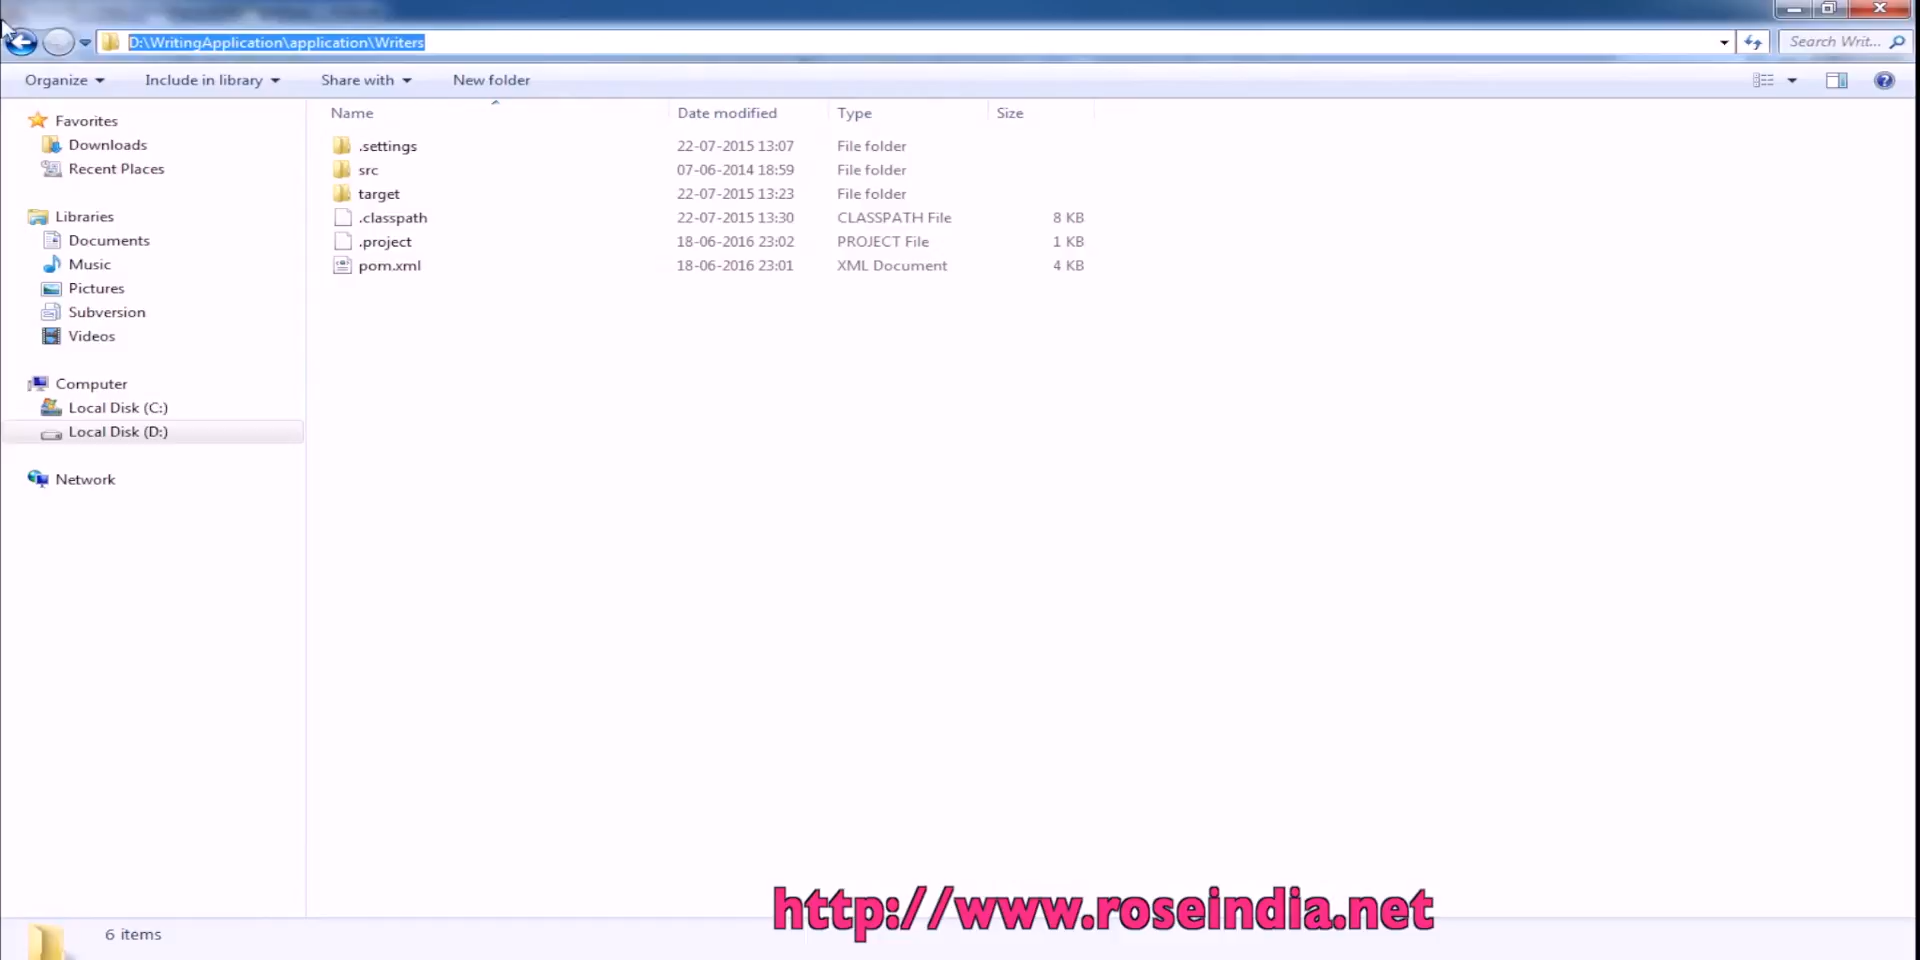 D:\WritingApplication\application\Writers
Search Writ...
Organize
Include in library
Share with
New folder
Name
Date modified
Type
Size
Favorites
Downloads
Recent Places
Libraries
Documents
Music
Pictures
Subversion
Videos
Computer
Local Disk (C:)
Local Disk (D:)
Network
.settings 22-07-2015 13:07 File folder
src 07-06-2014 18:59 File folder
target 22-07-2015 13:23 File folder
.classpath 22-07-2015 13:30 CLASSPATH File 8 KB
.project 18-06-2016 23:02 PROJECT File 1 KB
pom.xml 18-06-2016 23:01 XML Document 4 KB
http://www.roseindia.net
6 items